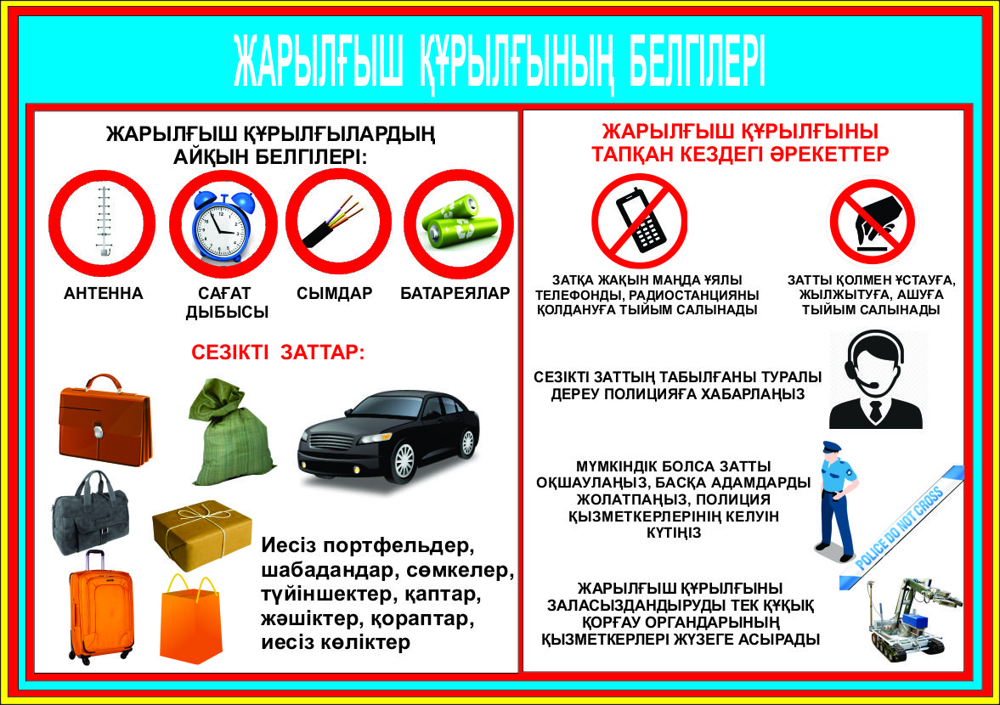 ЖАРЫЛҒЫШ ҚҰРЫЛҒЫНЫҢ БЕЛГІЛЕРІ
ЖАРЫЛҒЫШ ҚҰРЫЛҒЫЛАРДЫҢ
АЙҚЫН БЕЛГІЛЕРІ:
АНТЕННА
САҒАТ
ДЫБЫСЫ
СЫМДАР
БАТАРЕЯЛАР
СЕЗІКТІ ЗАТТАР:
Иесіз портфельдер,
шабадандар, сөмкелер,
түйіншектер, қаптар,
жәшіктер, қораптар,
иесіз көліктер
ЖАРЫЛҒЫШ ҚҰРЫЛҒЫНЫ
ТАПҚАН КЕЗДЕГІ ӘРЕКЕТТЕР
ЗАТҚА ЖАҚЫН МАҢДА ҰЯЛЫ
ТЕЛЕФОНДЫ, РАДИОСТАНЦИЯНЫ
ҚОЛДАНУҒА ТЫЙЫМ САЛЫНАДЫ
ЗАТТЫ ҚОЛМЕН ҰСТАУҒА,
ЖЫЛЖЫТУҒА, АШУҒА
ТЫЙЫМ САЛЫНАДЫ
СЕЗІКТІ ЗАТТЫҢ ТАБЫЛҒАНЫ ТУРАЛЫ
ДЕРЕУ ПОЛИЦИЯҒА ХАБАРЛАҢЫЗ
МҮМКІНДІК БОЛСА ЗАТТЫ
ОҚШАУЛАҢЫЗ, БАСҚА АДАМДАРДЫ
ЖОЛАТПАҢЫЗ, ПОЛИЦИЯ
ҚЫЗМЕТКЕРЛЕРІНІҢ КЕЛУІН
КҮТІҢІЗ
POLICE DO NOT CROSS
ЖАРЫЛҒЫШ ҚҰРЫЛҒЫНЫ
ЗАЛАСЫЗДАНДЫРУДЫ ТЕК ҚҰҚЫҚ
ҚОРҒАУ ОРГАНДАРЫНЫҢ
ҚЫЗМЕТКЕРЛЕРІ ЖҮЗЕГЕ АСЫРАДЫ